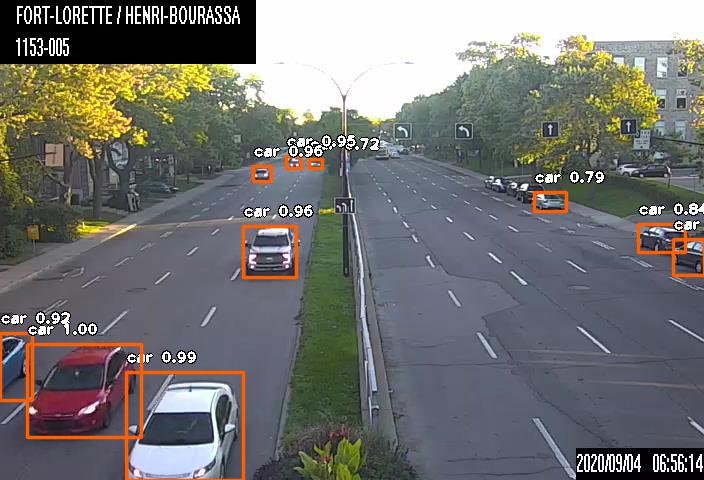 FORT-LORETTE / HENRI-BOURASSA
1153-005
car 0.95
car 0.96
0.72
car 0.79
car 0.96
car 0.84
car
car 0.92
car 1.00
car 0.99
2020/09/04 06:56:14